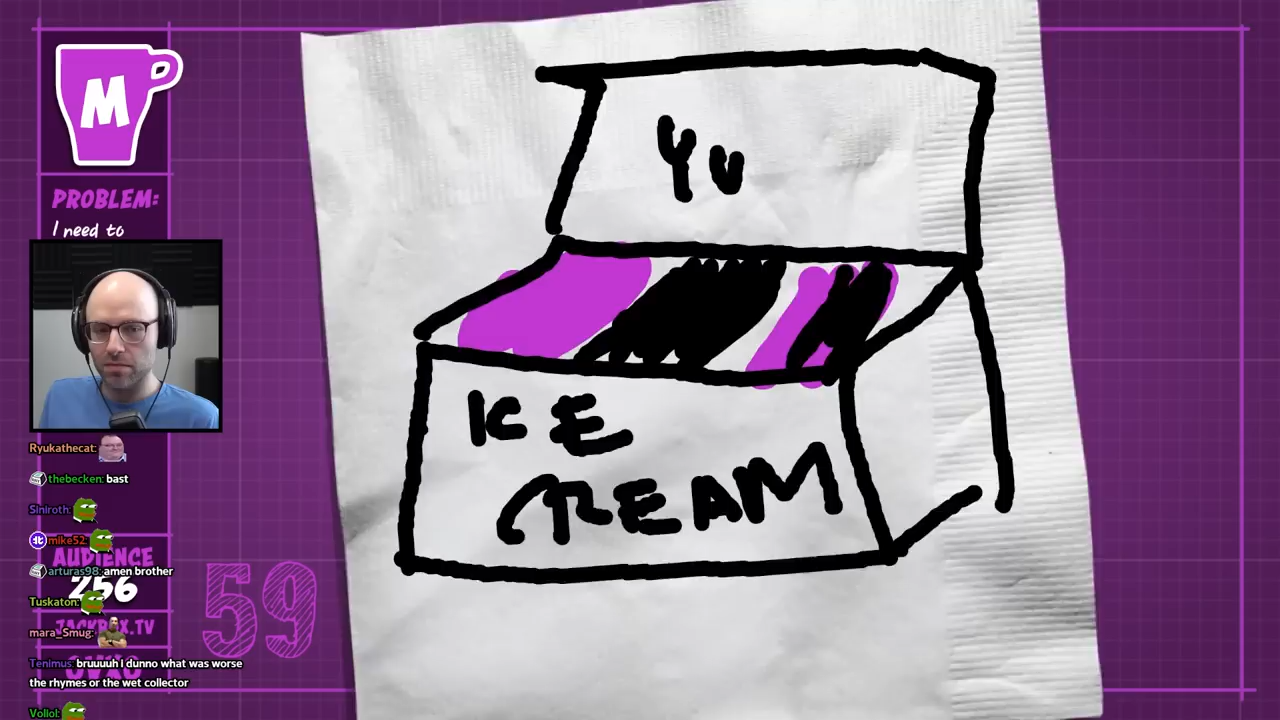 M
PROBLEM:
I need to
YU
ICE
CREAM
Ryukathecat:
thebecken: bast
Siniroth:
mike52:
AUDIENCE
arturas98: amen brother
256
Tuskaton:
59
JACKBOX.TV
mara_Smug:
Tenimus: bruuuuh I dunno what was worse
the rhymes or the wet collector
Vollol: